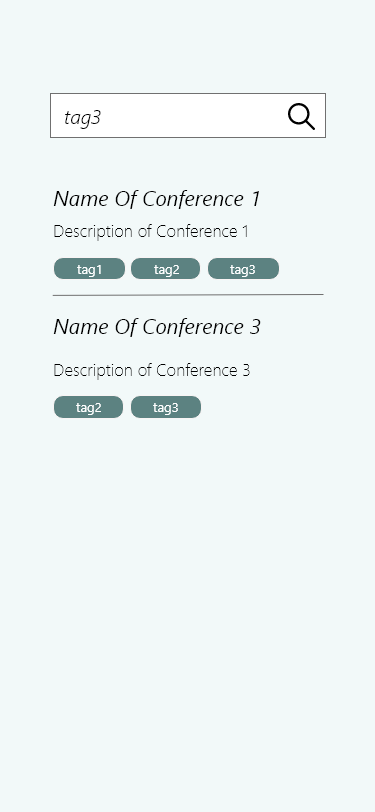 tag3
Name Of Conference 1
Description of Conference 1
tag1 tag2 tag3
Name Of Conference 3
Description of Conference 3
tag2 tag3